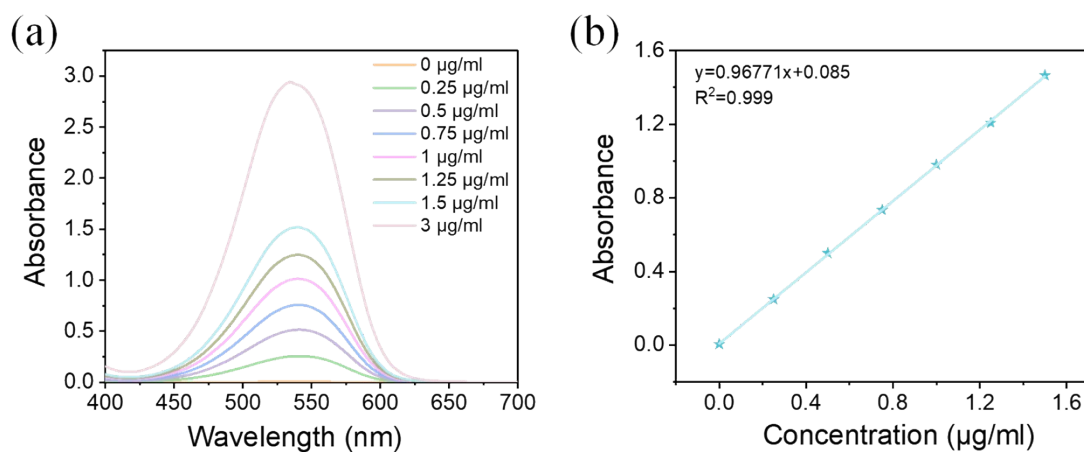 (a)
Absorbance
3.0
2.5
2.0
1.5
1.0
0.5
0.0
400 450 500 550 600 650 700
Wavelength (nm)
0 µg/ml
0.25 µg/ml
0.5 µg/ml
0.75 µg/ml
1 µg/ml
1.25 µg/ml
1.5 µg/ml
3 µg/ml
(b)
Absorbance
1.6
1.2
0.8
0.4
0.0
0.0 0.4 0.8 1.2 1.6
Concentration (µg/ml)
y=0.96771x+0.085
R²=0.999